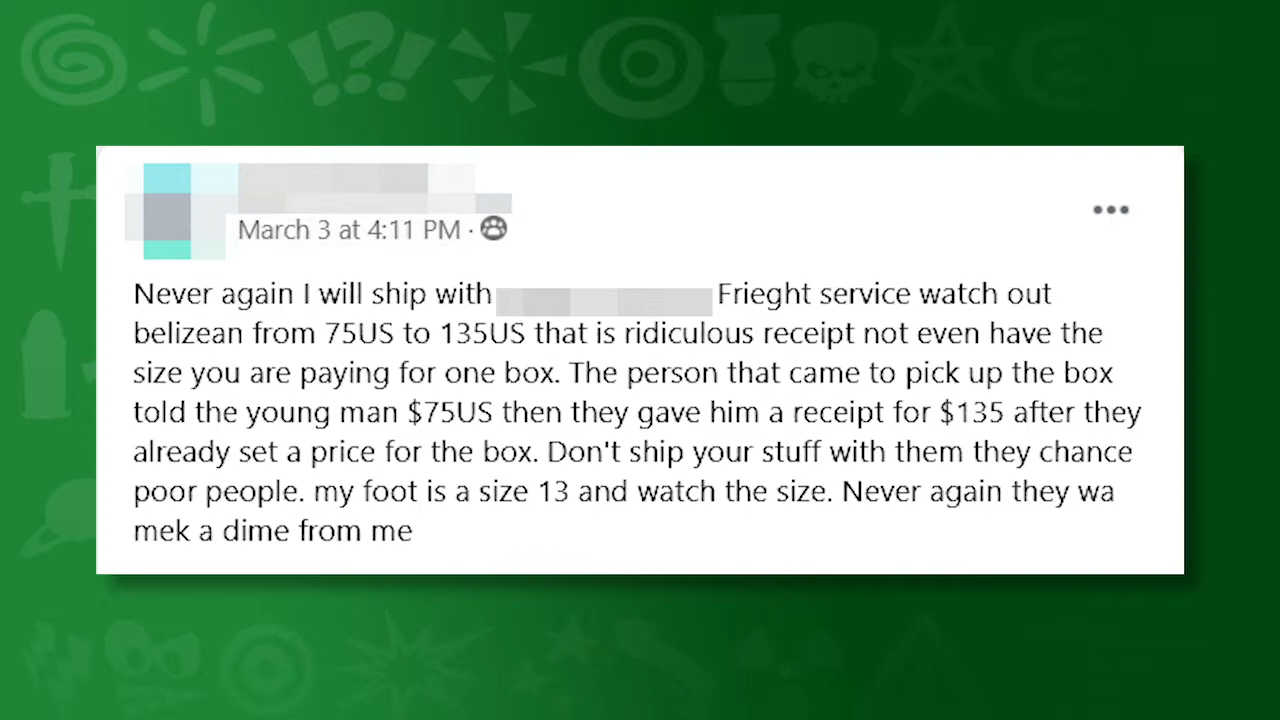 March 3 at 4:11 PM ·
Never again I will ship with Frieght service watch out
belizean from 75US to 135US that is ridiculous receipt not even have the
size you are paying for one box. The person that came to pick up the box
told the young man $75US then they gave him a receipt for $135 after they
already set a price for the box. Don't ship your stuff with them they chance
poor people. my foot is a size 13 and watch the size. Never again they wa
mek a dime from me